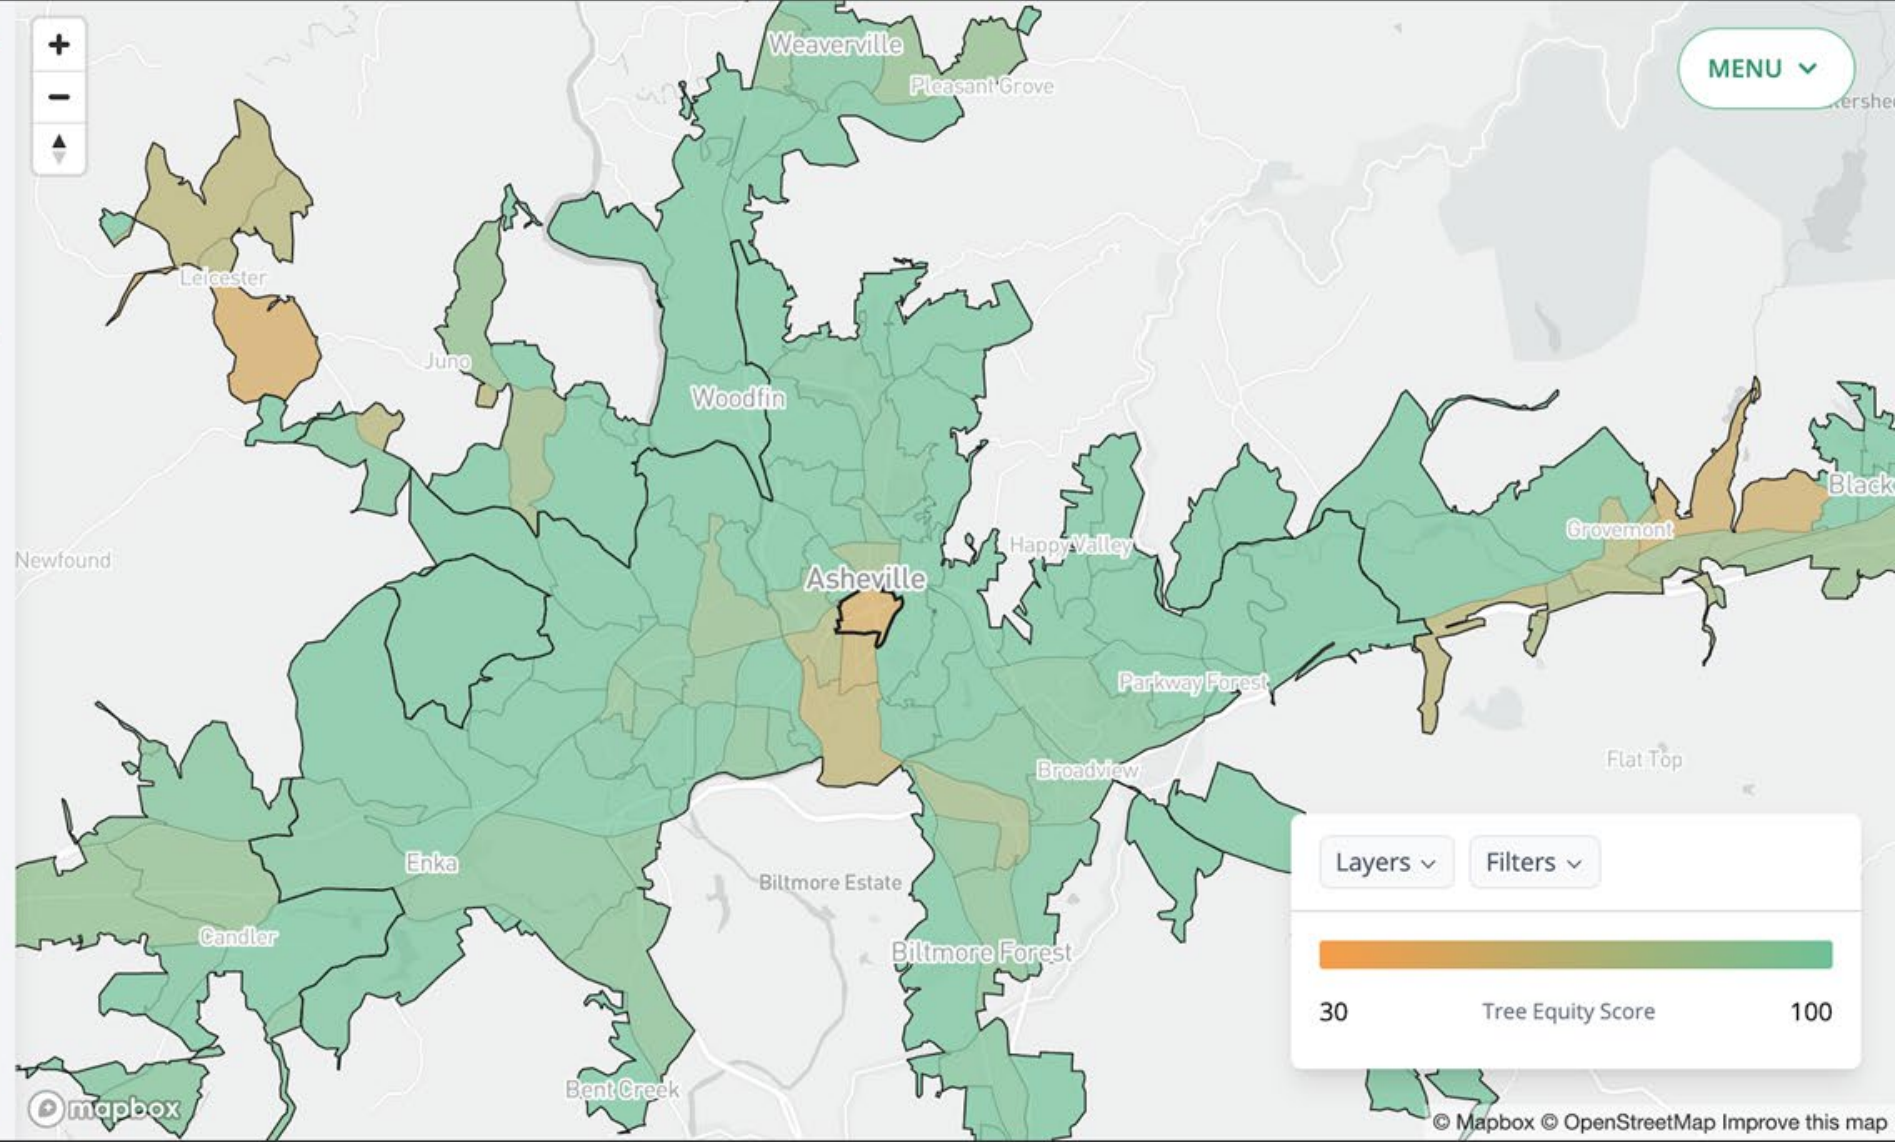 +
Weaverville
MENU
Pleasant Grove
−
Leicester
Juno
Woodfin
Black
Grovemont
Newfound
Happy Valley
Asheville
Parkway Forest
Flat Top
Broadview
Enka
Layers
Filters
Biltmore Estate
Candler
Biltmore Forest
30
Tree Equity Score
100
Bent Creek
mapbox
© Mapbox © OpenStreetMap Improve this map